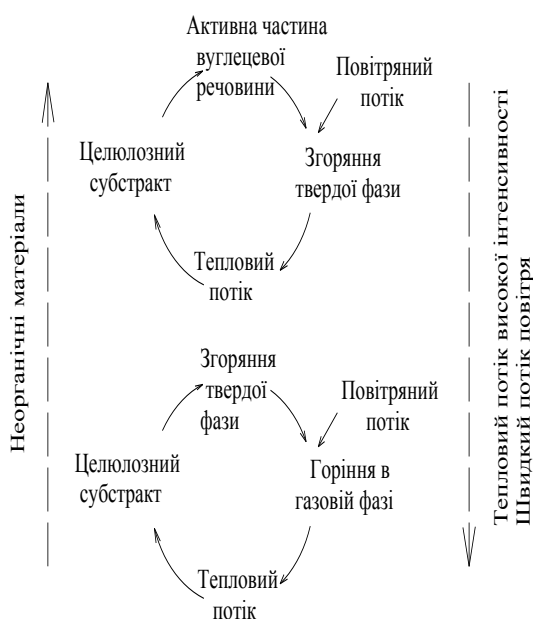 Активна частина
вуглецевої
речовини
Повітряний
потік
Целюлозний
субстракт
Згоряння
твердої фази
Тепловий
потік
Згоряння
твердої
фази
Повітряний
потік
Целюлозний
субстракт
Горіння в
газовій фазі
Тепловий
потік
Неорганічні матеріали
Тепловий потік високої інтенсивності
Швидкий потік повітря